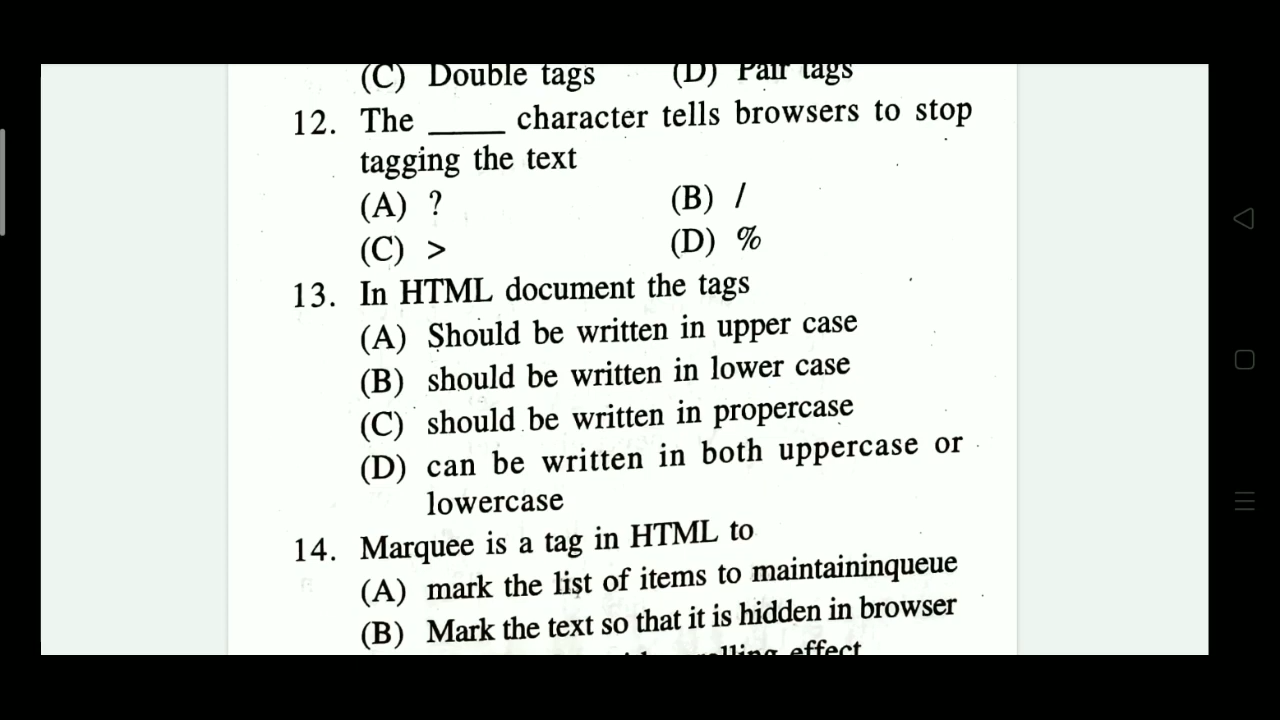 (C) Double tags (D) Pair tags
12. The _____ character tells browsers to stop
tagging the text
(A) ? (B) /
(C) > (D) %
13. In HTML document the tags
(A) Should be written in upper case
(B) should be written in lower case
(C) should be written in propercase
(D) can be written in both uppercase or
lowercase
14. Marquee is a tag in HTML to
(A) mark the list of items to maintaininqueue
(B) Mark the text so that it is hidden in browser
effect